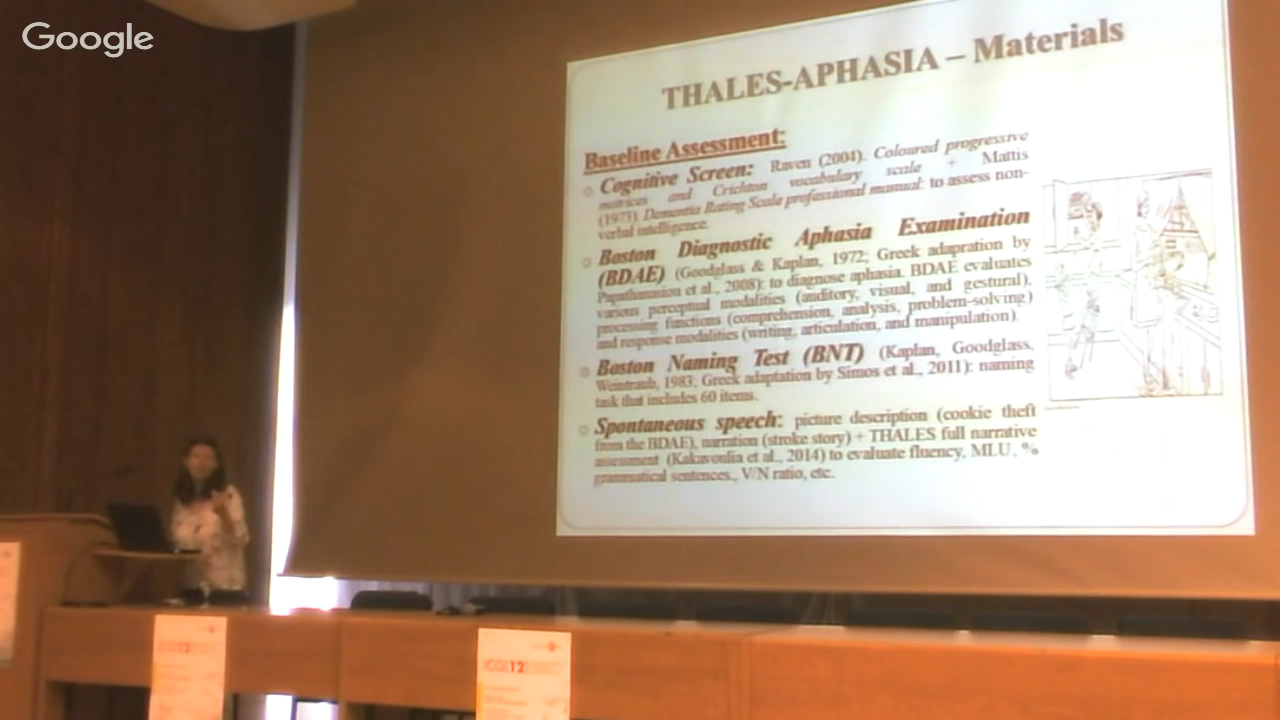 Google
THALES-APHASIA – Materials
Baseline Assessment:
Cognitive Screen: Raven (2004). Coloured progressive
matrices and Crichton vocabulary scale + Mattis
(1973). Dementia Rating Scale professional manual: to assess non-
verbal intelligence.
Boston Diagnostic Aphasia Examination
(BDAE) (Goodglass & Kaplan, 1972; Greek adapration by
Papathanasiou et al., 2008): to diagnose aphasia. BDAE evaluates
various perceptual modalities (auditory, visual, and gestural),
processing functions (comprehension, analysis, problem-solving)
and response modalities (writing, articulation, and manipulation).
Boston Naming Test (BNT) (Kaplan, Goodglass,
Weintraub, 1983; Greek adaptation by Simos et al., 2011): naming
task that includes 60 items.
Spontaneous speech: picture description (cookie theft
from the BDAE), narration (stroke story) + THALES full narrative
assessment (Kakavoulia et al., 2014) to evaluate fluency, MLU, %
grammatical sentences., V/N ratio, etc.
ICGL12
ICGL12